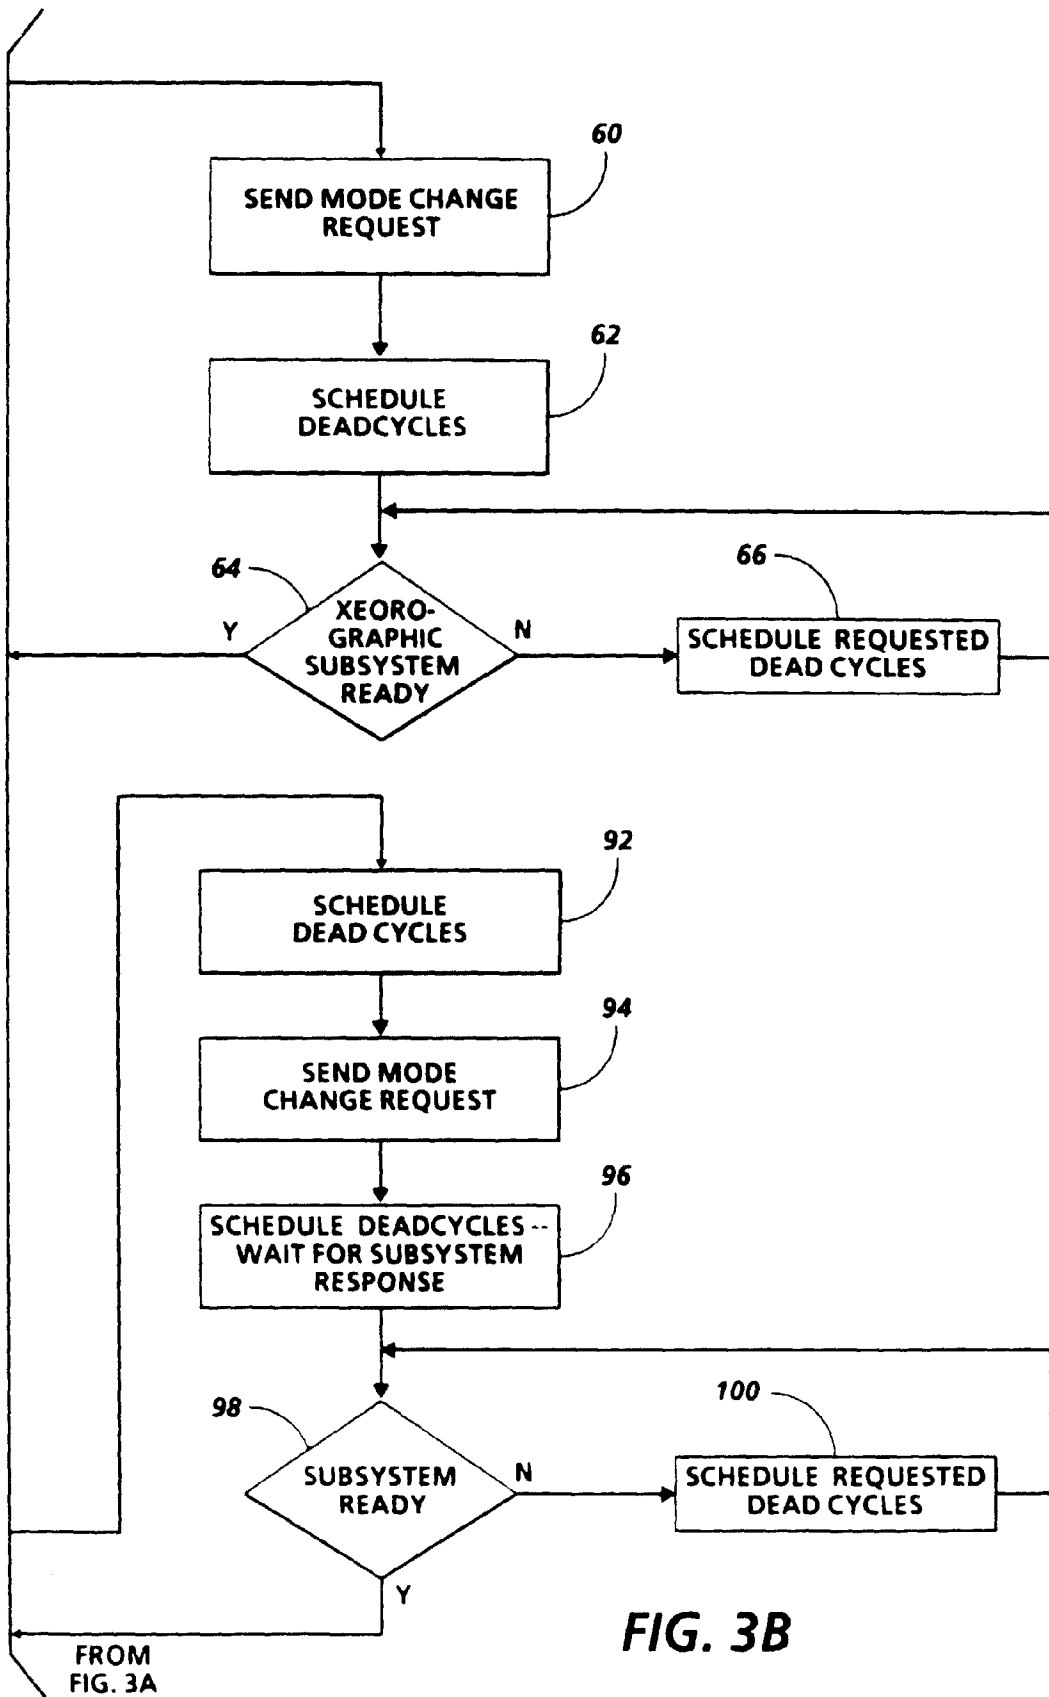 60
SEND MODE CHANGE
REQUEST
62
SCHEDULE
DEADCYCLES
64
XEORO-
GRAPHIC
SUBSYSTEM
READY
Y
N
66
SCHEDULE REQUESTED
DEAD CYCLES
92
SCHEDULE
DEAD CYCLES
94
SEND MODE
CHANGE REQUEST
96
SCHEDULE DEADCYCLES --
WAIT FOR SUBSYSTEM
RESPONSE
98
SUBSYSTEM
READY
N
Y
100
SCHEDULE REQUESTED
DEAD CYCLES
FROM
FIG. 3A
FIG. 3B